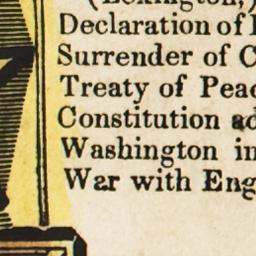 (Lexington,)
Declaration of
Surrender of
Treaty of Peac
Constitution ad
Washington in
War with Eng